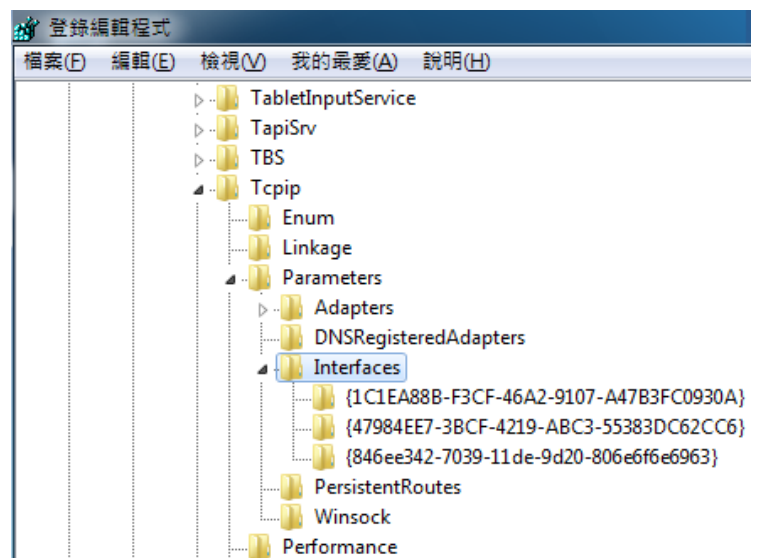 登錄編輯程式
檔案(F) 編輯(E) 檢視(V) 我的最愛(A) 說明(H)
TabletInputService
TapiSrv
TBS
Tcpip
Enum
Linkage
Parameters
Adapters
DNSRegisteredAdapters
Interfaces
{1C1EA88B-F3CF-46A2-9107-A47B3FC0930A}
{47984EE7-3BCF-4219-ABC3-55383DC62CC6}
{846ee342-7039-11de-9d20-806e6f6e6963}
PersistentRoutes
Winsock
Performance